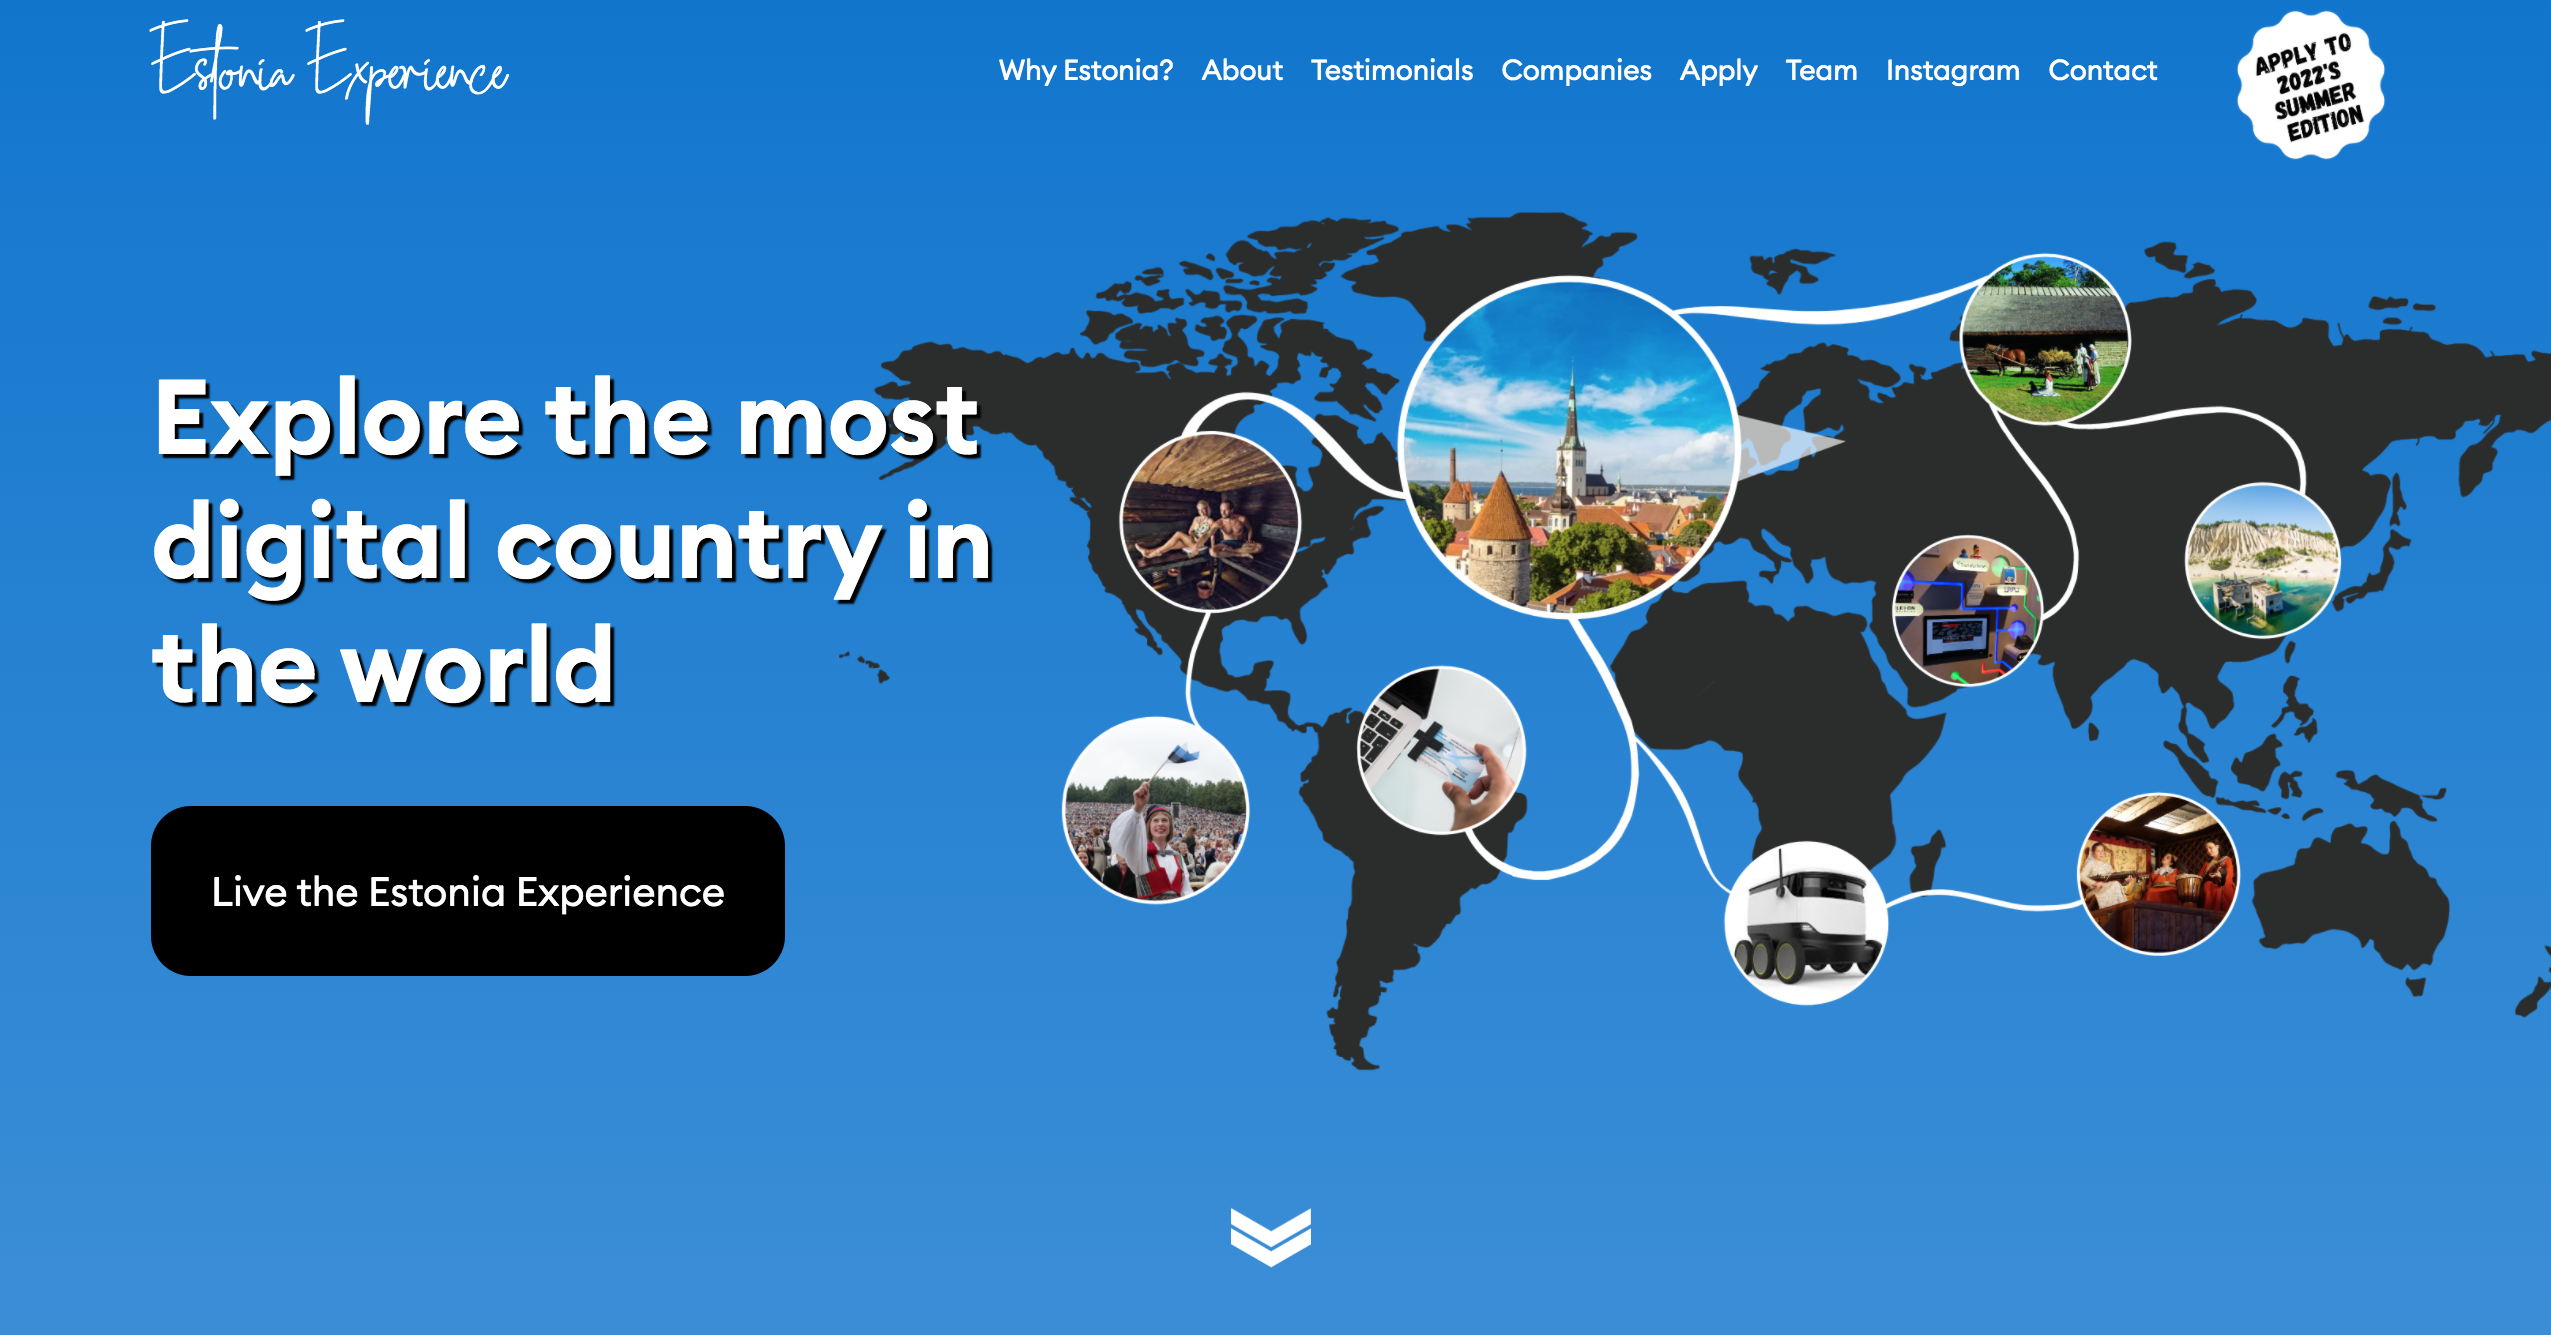 Estonia Experience
Why Estonia? About Testimonials Companies Apply Team Instagram Contact
APPLY TO
2022'S
SUMMER
EDITION
Explore the most
digital country in
the world
Live the Estonia Experience